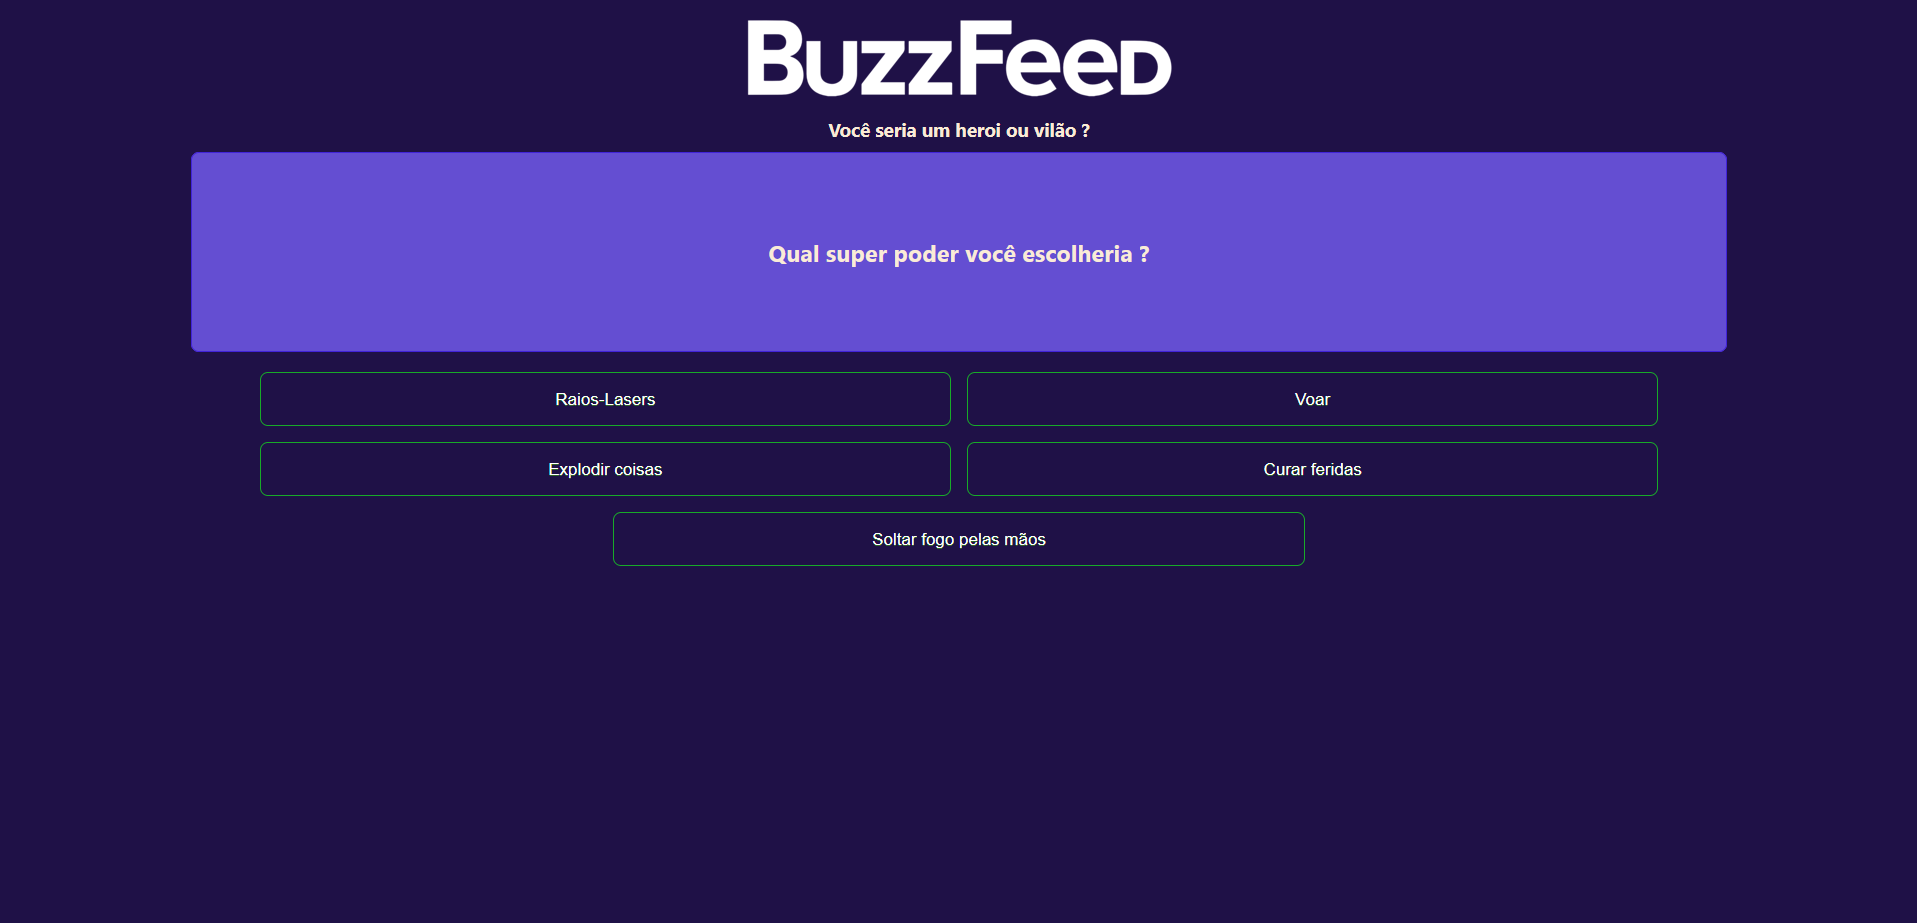 BuzzFeed
Você seria um heroi ou vilão ?
Qual super poder você escolheria ?
Raios-Lasers
Voar
Explodir coisas
Curar feridas
Soltar fogo pelas mãos